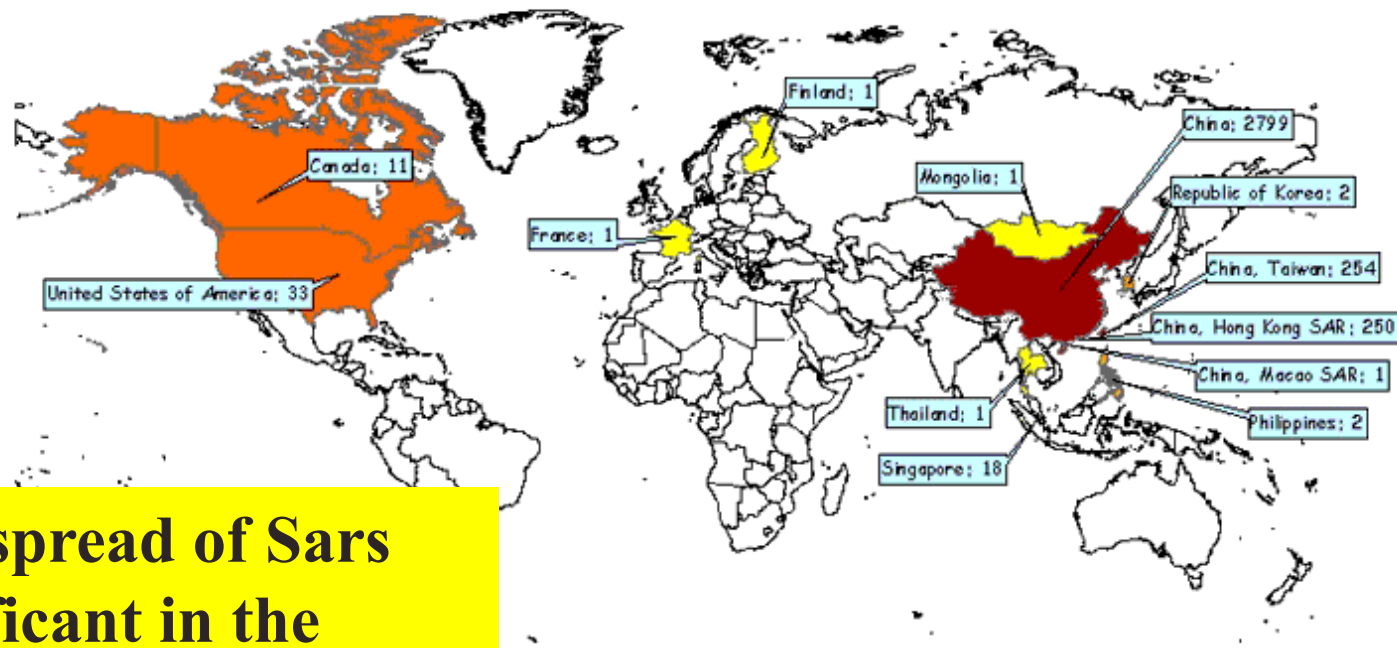 Finland; 1
China; 2799
Canada; 11
Mongolia; 1
Republic of Korea; 2
France; 1
China, Taiwan; 254
United States of America; 33
China, Hong Kong SAR; 250
China, Macao SAR; 1
Thailand; 1
Philippines; 2
Singapore; 18
spread of Sars
ficant in the